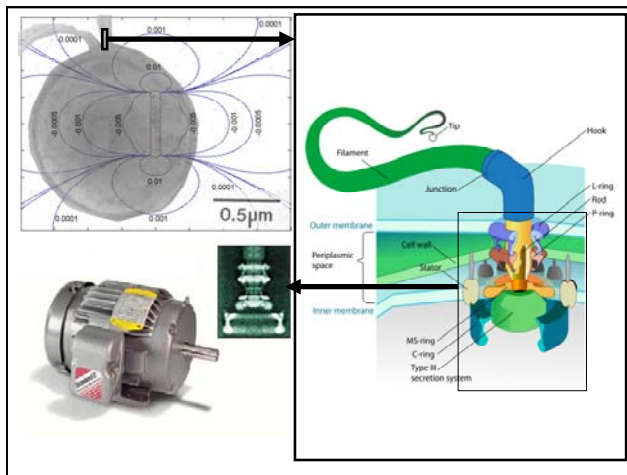 0.0001
0.001
0.0001
0.01
-0.0005
-0.001
-0.005
-0.005
-0.001
-0.0005
0.01
0.0001
0.001
0.0001
0.5µm
Tip
Hook
Filament
Junction
L-ring
Rod
P-ring
Outer membrane
Periplasmic
space
Cell wall
Stator
Inner membrane
MS-ring
C-ring
Type III
secretion system